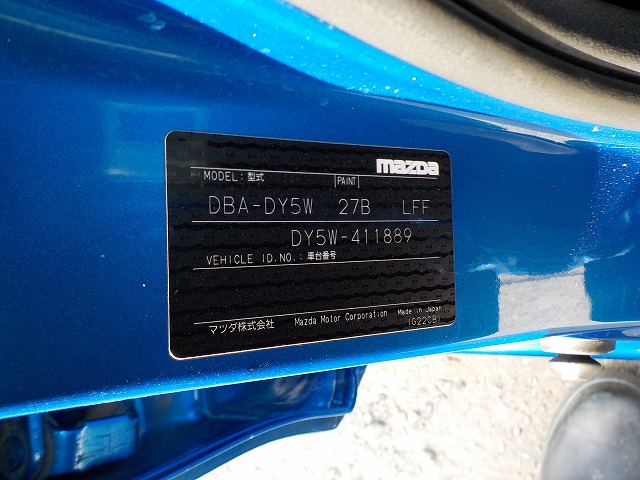 mazda
MODEL:型式 PAINT
DBA-DY5W 27B LFF
DY5W-411889
VEHICLE ID.NO.:車台番号
マツダ株式会社 Mazda Motor Corporation Made in Japan
(G22CB)